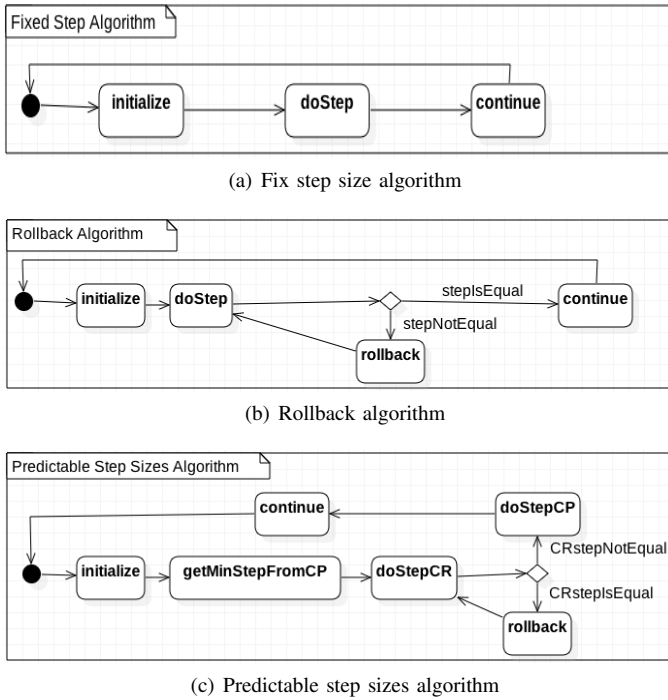 Fixed Step Algorithm
initialize
doStep
continue
(a) Fix step size algorithm
Rollback Algorithm
initialize
doStep
stepIsEqual
continue
stepNotEqual
rollback
(b) Rollback algorithm
Predictable Step Sizes Algorithm
continue
doStepCP
CRstepNotEqual
initialize
getMinStepFromCP
doStepCR
CRstepIsEqual
rollback
(c) Predictable step sizes algorithm